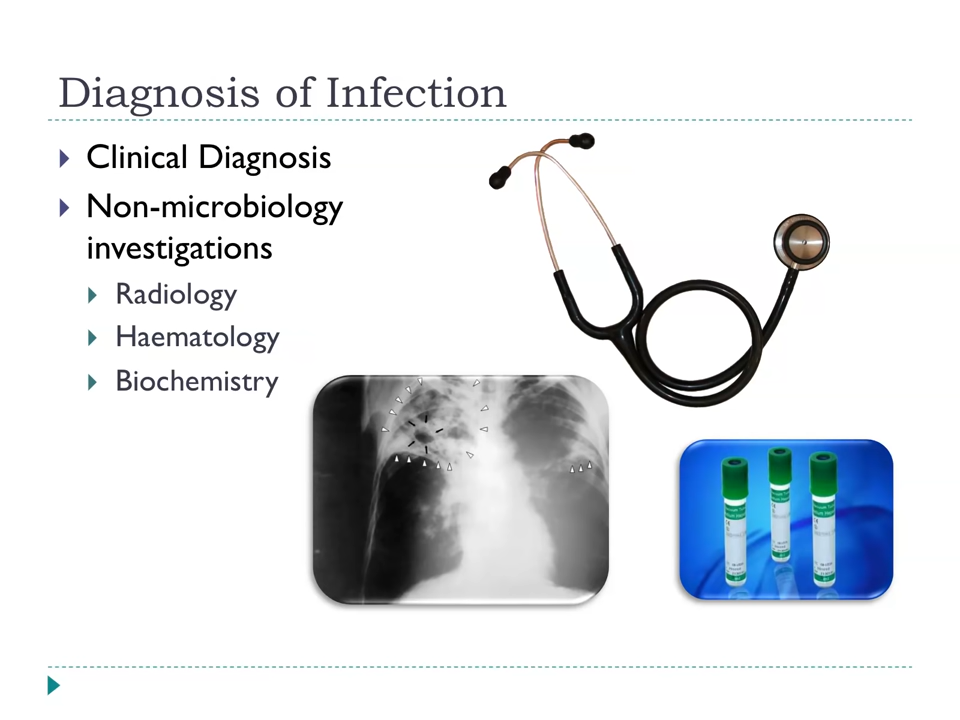 Diagnosis of Infection
Clinical Diagnosis
Non-microbiology
investigations
Radiology
Haematology
Biochemistry